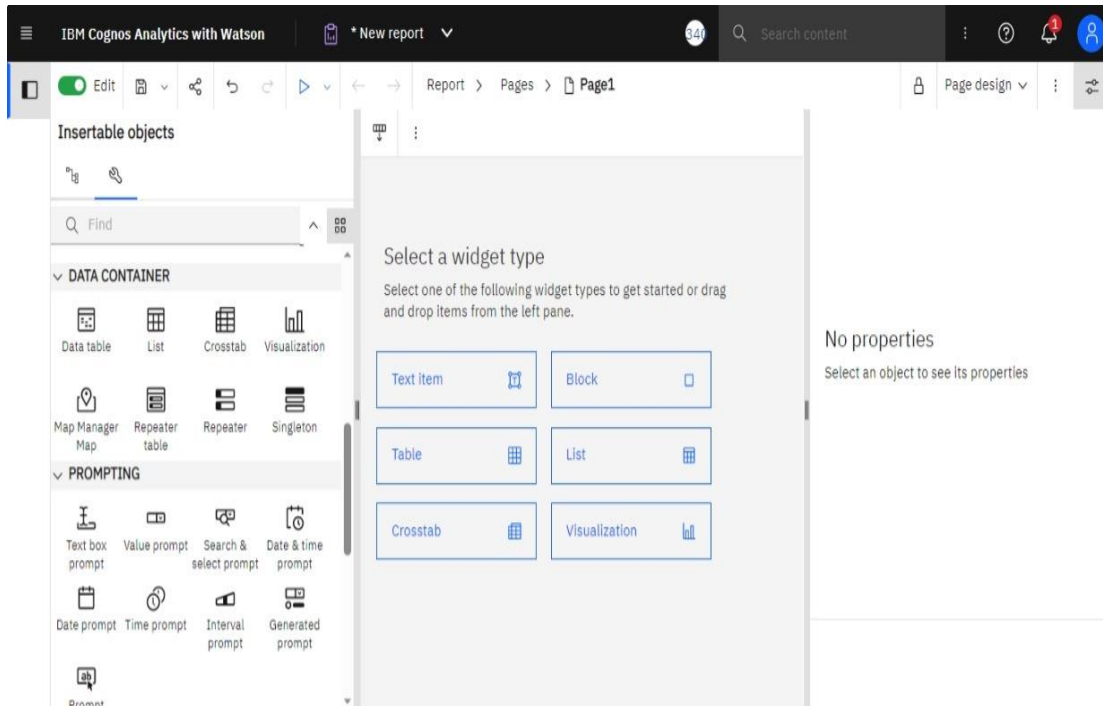 IBM Cognos Analytics with Watson
* New report
340
Search content
1
Edit
Report > Pages > Page1
Page design
Insertable objects
Find
DATA CONTAINER
Data table List Crosstab Visualization
Map Manager Repeater Repeater Singleton
Map table
PROMPTING
Text box Value prompt Search & Date & time
prompt select prompt prompt
Date prompt Time prompt Interval Generated
prompt prompt
ab
Prompt
Select a widget type
Select one of the following widget types to get started or drag
and drop items from the left pane.
Text item Block
Table List
Crosstab Visualization
No properties
Select an object to see its properties